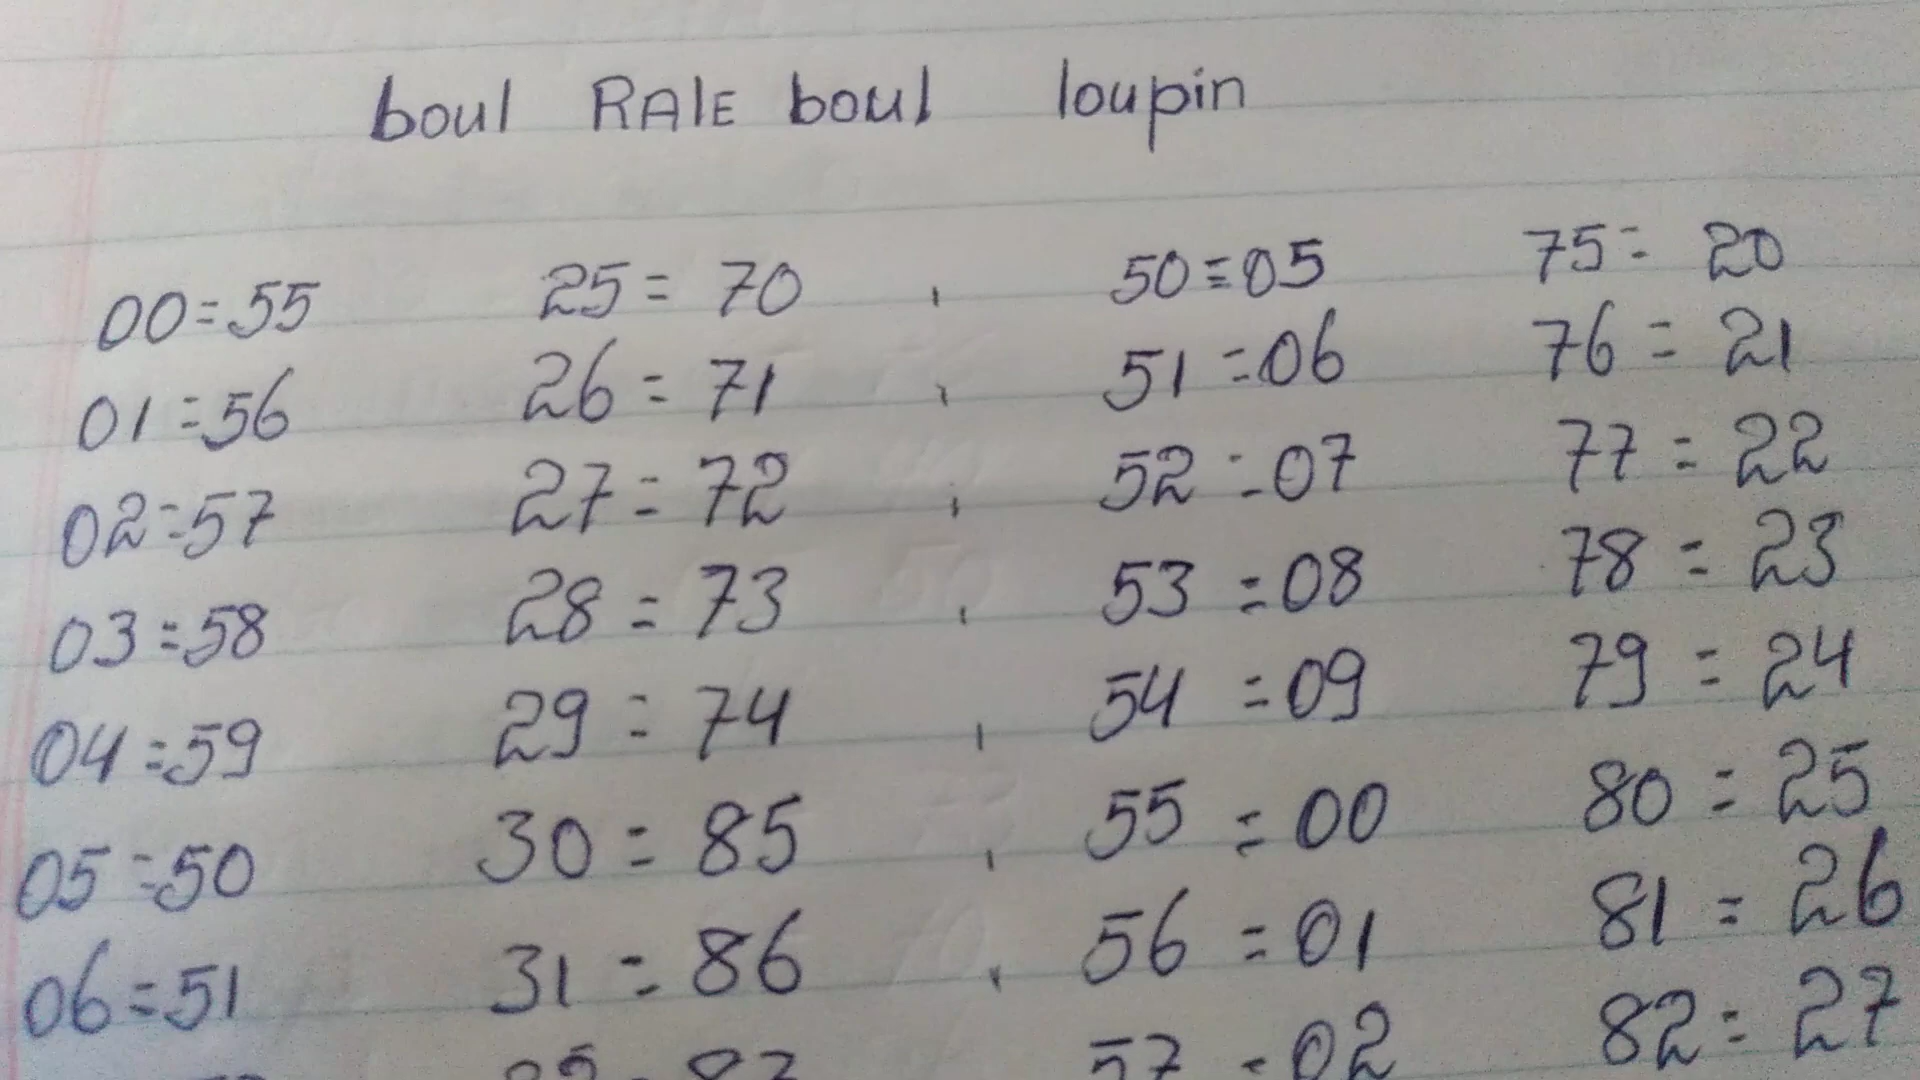 boul RALE boul loupin
00=55 25=70 50=05 75=20
01=56 26=71 51=06 76=21
02=57 27=72 52=07 77=22
03=58 28=73 53=08 78=23
04=59 29=74 54=09 79=24
05=50 30=85 55=00 80=25
06=51 31=86 56=01 81=26
57=02 82=27